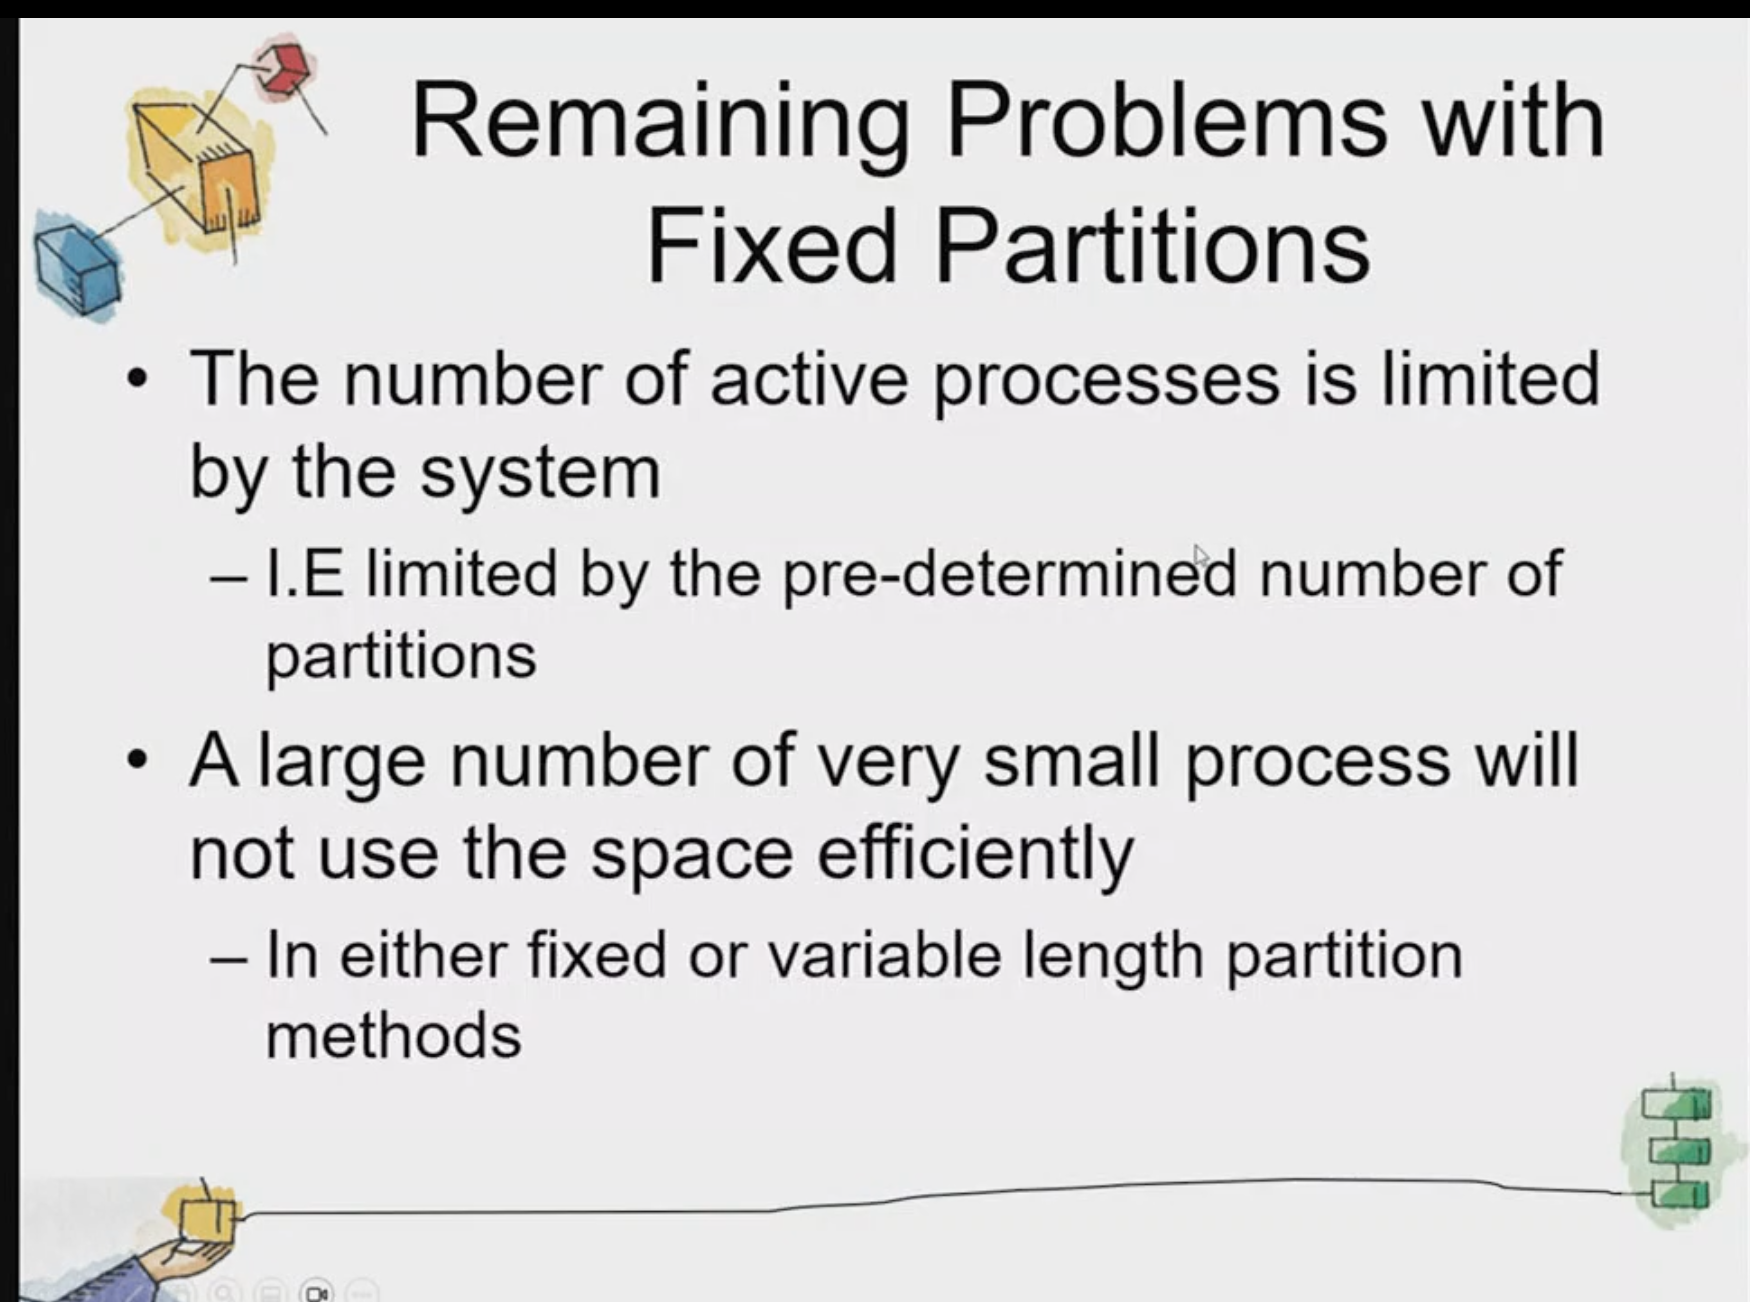 Remaining Problems with
Fixed Partitions
• The number of active processes is limited
by the system
– I.E limited by the pre-determined number of
partitions
• A large number of very small process will
not use the space efficiently
– In either fixed or variable length partition
methods